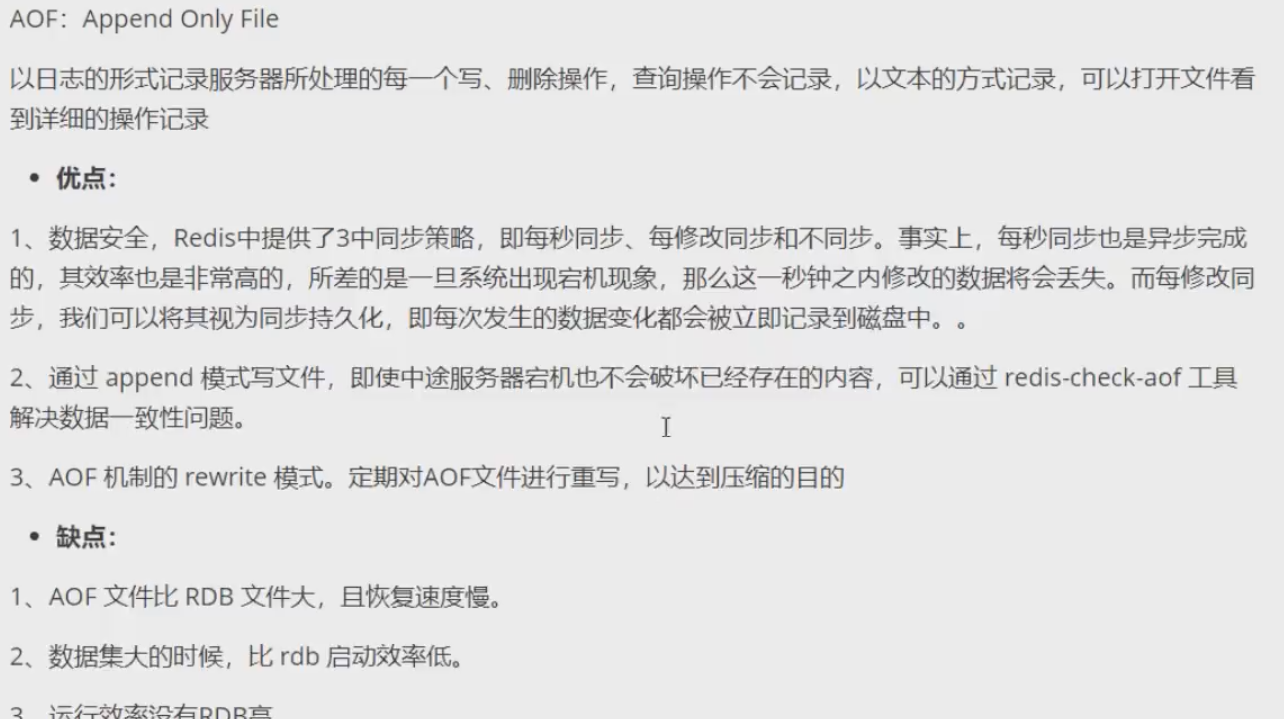 AOF：Append Only File
以日志的形式记录服务器所处理的每一个写、删除操作，查询操作不会记录，以文本的方式记录，可以打开文件看
到详细的操作记录
• 优点：
1、数据安全，Redis中提供了3中同步策略，即每秒同步、每修改同步和不同步。事实上，每秒同步也是异步完成
的，其效率也是非常高的，所差的是一旦系统出现宕机现象，那么这一秒钟之内修改的数据将会丢失。而每修改同
步，我们可以将其视为同步持久化，即每次发生的数据变化都会被立即记录到磁盘中。。
2、通过 append 模式写文件，即使中途服务器宕机也不会破坏已经存在的内容，可以通过 redis-check-aof 工具
解决数据一致性问题。
3、AOF 机制的 rewrite 模式。定期对AOF文件进行重写，以达到压缩的目的
• 缺点：
1、AOF 文件比 RDB 文件大，且恢复速度慢。
2、数据集大的时候，比 rdb 启动效率低。
3、运行效率没有RDB高